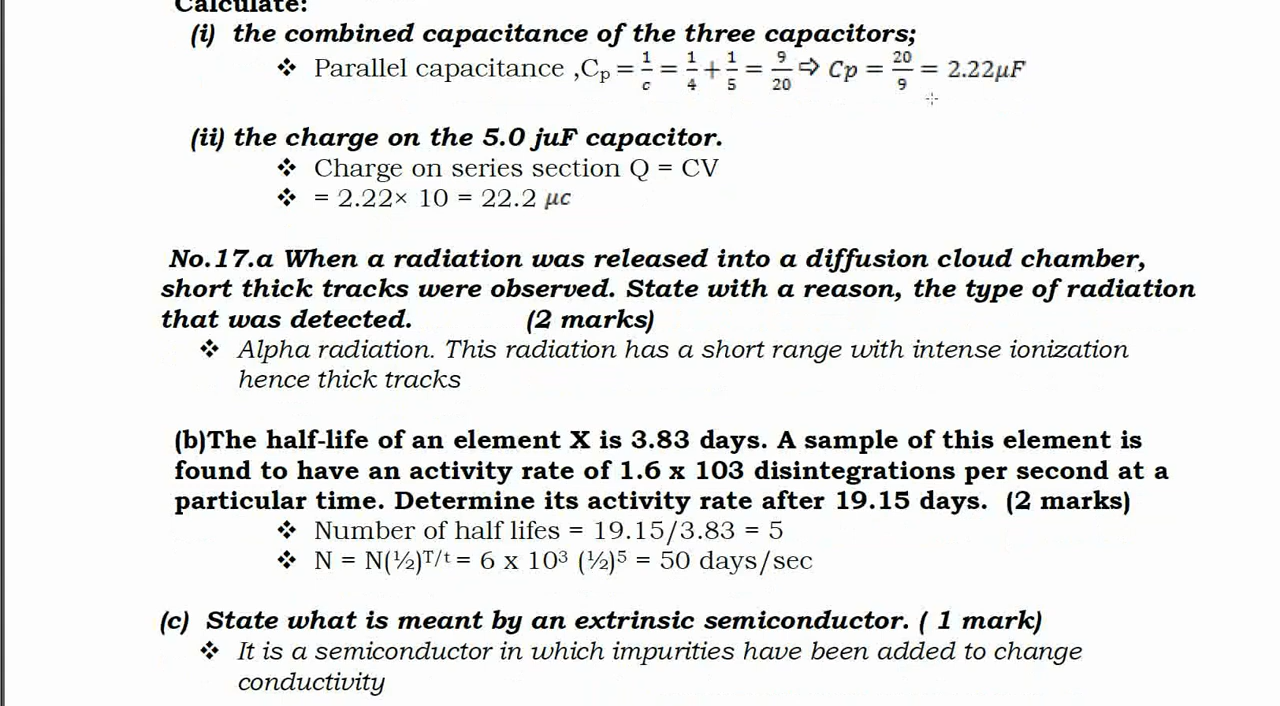 Calculate:
(i) the combined capacitance of the three capacitors;
❖ Parallel capacitance ,Cp = 1/c = 1/4 + 1/5 = 9/20 ⇨ Cp = 20/9 = 2.22μF
(ii) the charge on the 5.0 juF capacitor.
❖ Charge on series section Q = CV
❖ = 2.22× 10 = 22.2 μc
No.17.a When a radiation was released into a diffusion cloud chamber,
short thick tracks were observed. State with a reason, the type of radiation
that was detected. (2 marks)
❖ Alpha radiation. This radiation has a short range with intense ionization
hence thick tracks
(b)The half-life of an element X is 3.83 days. A sample of this element is
found to have an activity rate of 1.6 x 103 disintegrations per second at a
particular time. Determine its activity rate after 19.15 days. (2 marks)
❖ Number of half lifes = 19.15/3.83 = 5
❖ N = N(½)ᵀ/ᵗ = 6 x 10³ (½)⁵ = 50 days/sec
(c) State what is meant by an extrinsic semiconductor. ( 1 mark)
❖ It is a semiconductor in which impurities have been added to change
conductivity